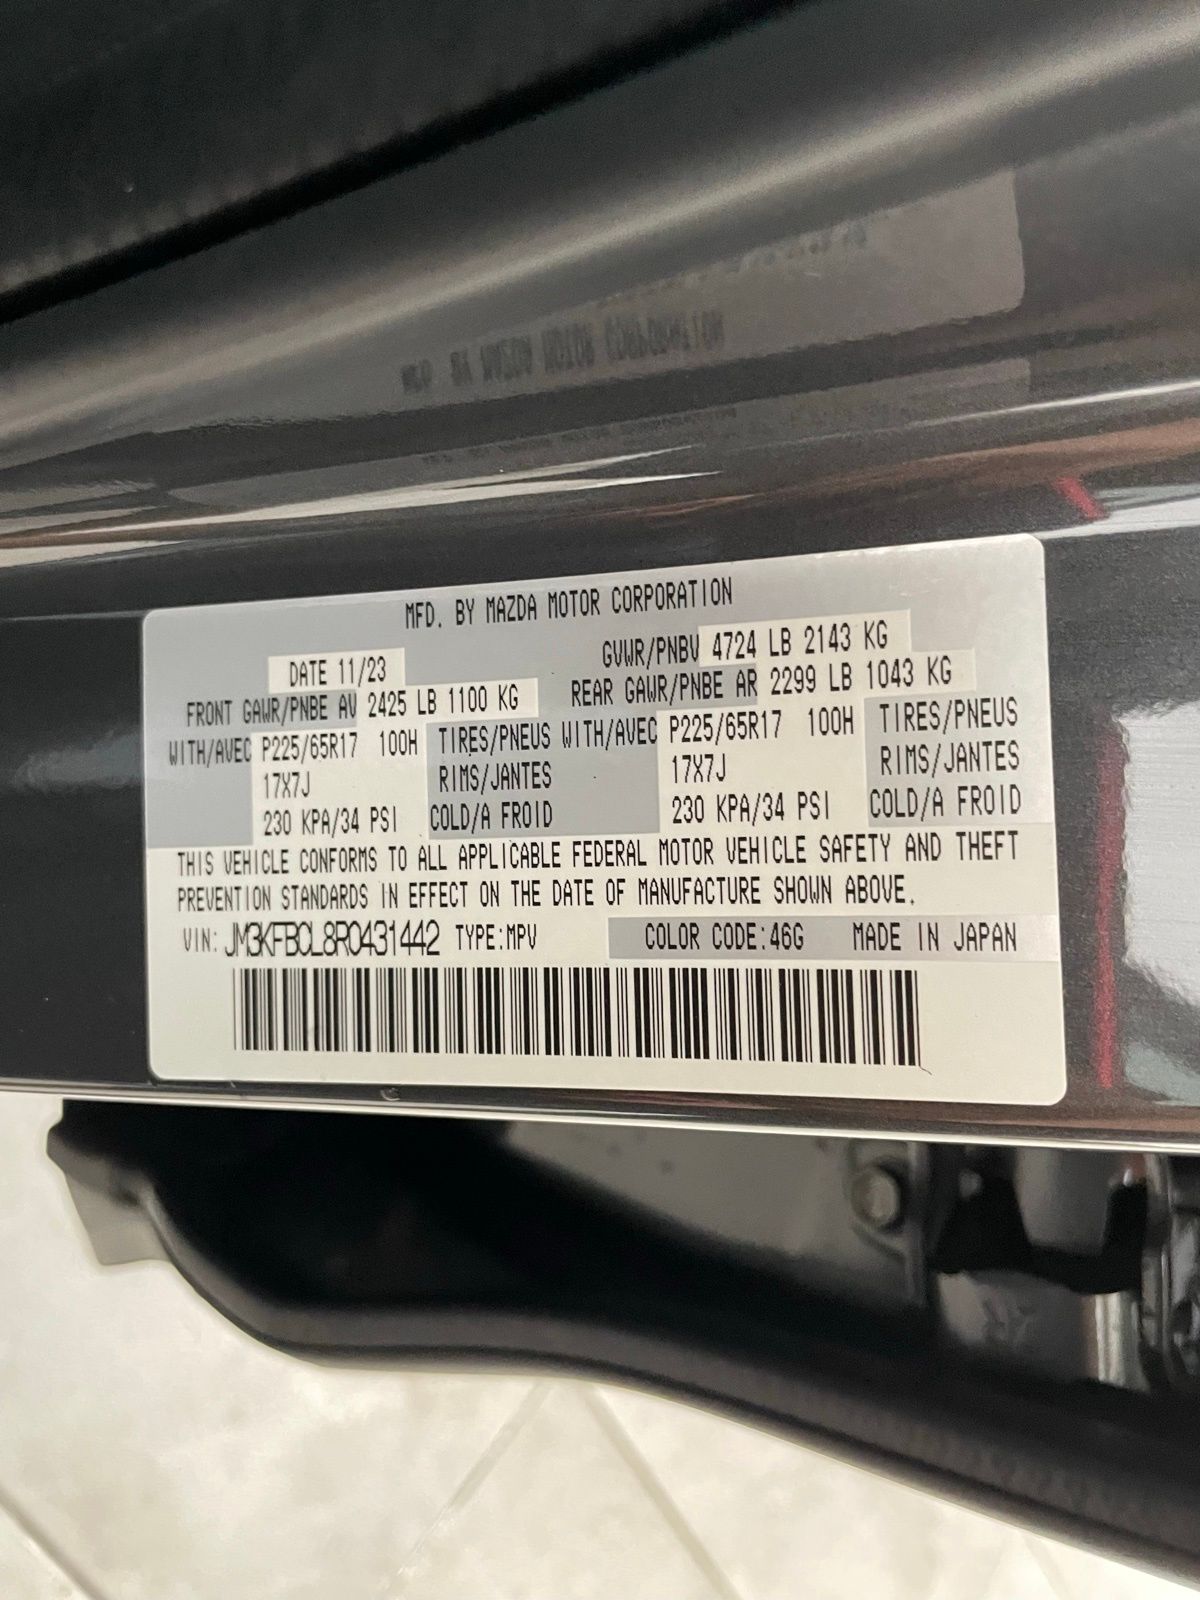 MFD. BY MAZDA MOTOR CORPORATION
DATE 11/23
GVWR/PNBV 4724 LB 2143 KG
FRONT GAWR/PNBE AV 2425 LB 1100 KG
REAR GAWR/PNBE AR 2299 LB 1043 KG
WITH/AVEC P225/65R17 100H TIRES/PNEUS WITH/AVEC P225/65R17 100H TIRES/PNEUS
17X7J RIMS/JANTES 17X7J RIMS/JANTES
230 KPA/34 PSI COLD/A FROID 230 KPA/34 PSI COLD/A FROID
THIS VEHICLE CONFORMS TO ALL APPLICABLE FEDERAL MOTOR VEHICLE SAFETY AND THEFT
PREVENTION STANDARDS IN EFFECT ON THE DATE OF MANUFACTURE SHOWN ABOVE.
VIN: JM3KFBCL8R0431442 TYPE:MPV COLOR CODE:46G MADE IN JAPAN